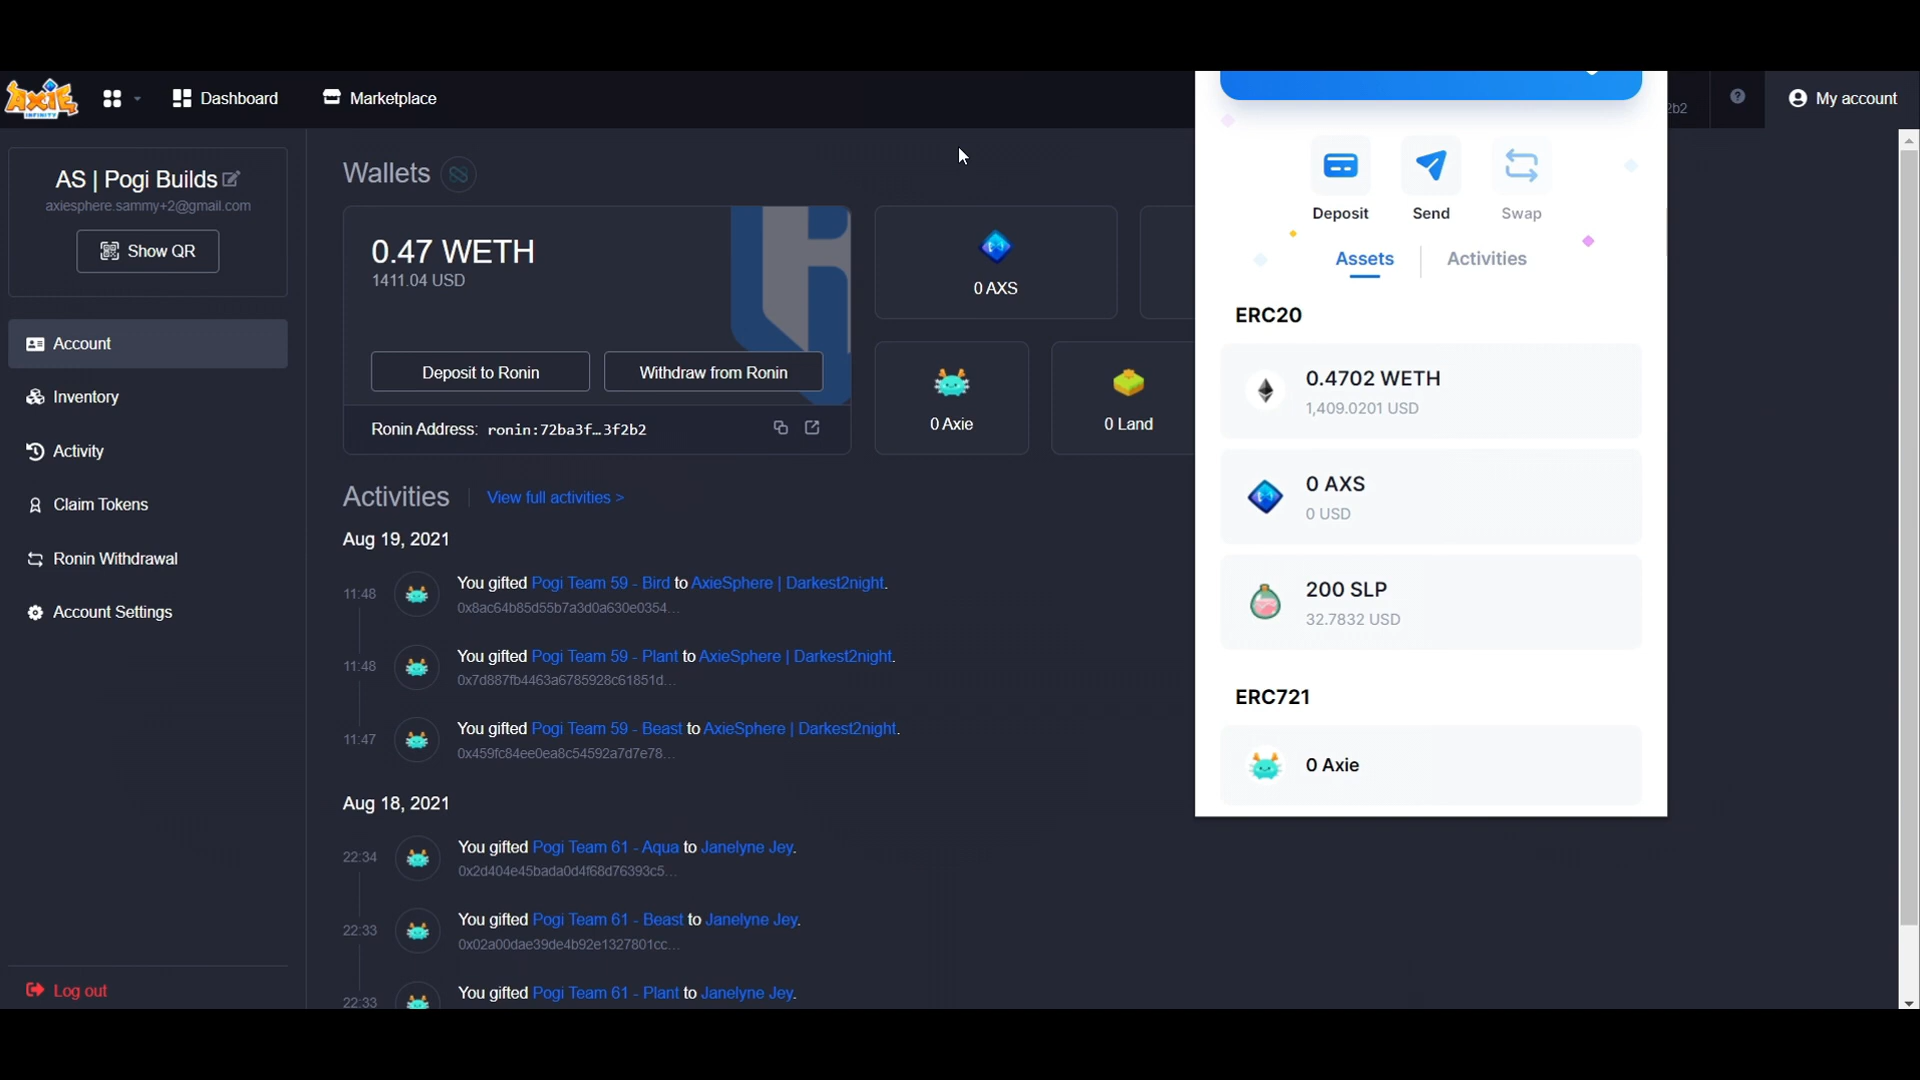 AXIE
INFINITY
Dashboard
Marketplace
2b2
?
My account
AS | Pogi Builds
axiesphere.sammy+2@gmail.com
Show QR
Account
Inventory
Activity
Claim Tokens
Ronin Withdrawal
Account Settings
Log out
Wallets
0.47 WETH
1411.04 USD
Deposit to Ronin
Withdraw from Ronin
Ronin Address: ronin:72ba3f…3f2b2
0 AXS
0 Axie
0 Land
Activities
View full activities >
Aug 19, 2021
11:48
You gifted Pogi Team 59 - Bird to AxieSphere | Darkest2night.
0x8ac64b85d55b7a3d0a630e0354...
11:48
You gifted Pogi Team 59 - Plant to AxieSphere | Darkest2night.
0x7d887fb4463a6785928c61851d...
11:47
You gifted Pogi Team 59 - Beast to AxieSphere | Darkest2night.
0x459fc84ee0ea8c54592a7d7e78...
Aug 18, 2021
22:34
You gifted Pogi Team 61 - Aqua to Janelyne Jey.
0x2d404e45bada0d4f68d76393c5...
22:33
You gifted Pogi Team 61 - Beast to Janelyne Jey.
0x02a00dae39de4b92e1327801cc...
22:33
You gifted Pogi Team 61 - Plant to Janelyne Jey.
Deposit
Send
Swap
Assets
Activities
ERC20
0.4702 WETH
1,409.0201 USD
0 AXS
0 USD
200 SLP
32.7832 USD
ERC721
0 Axie